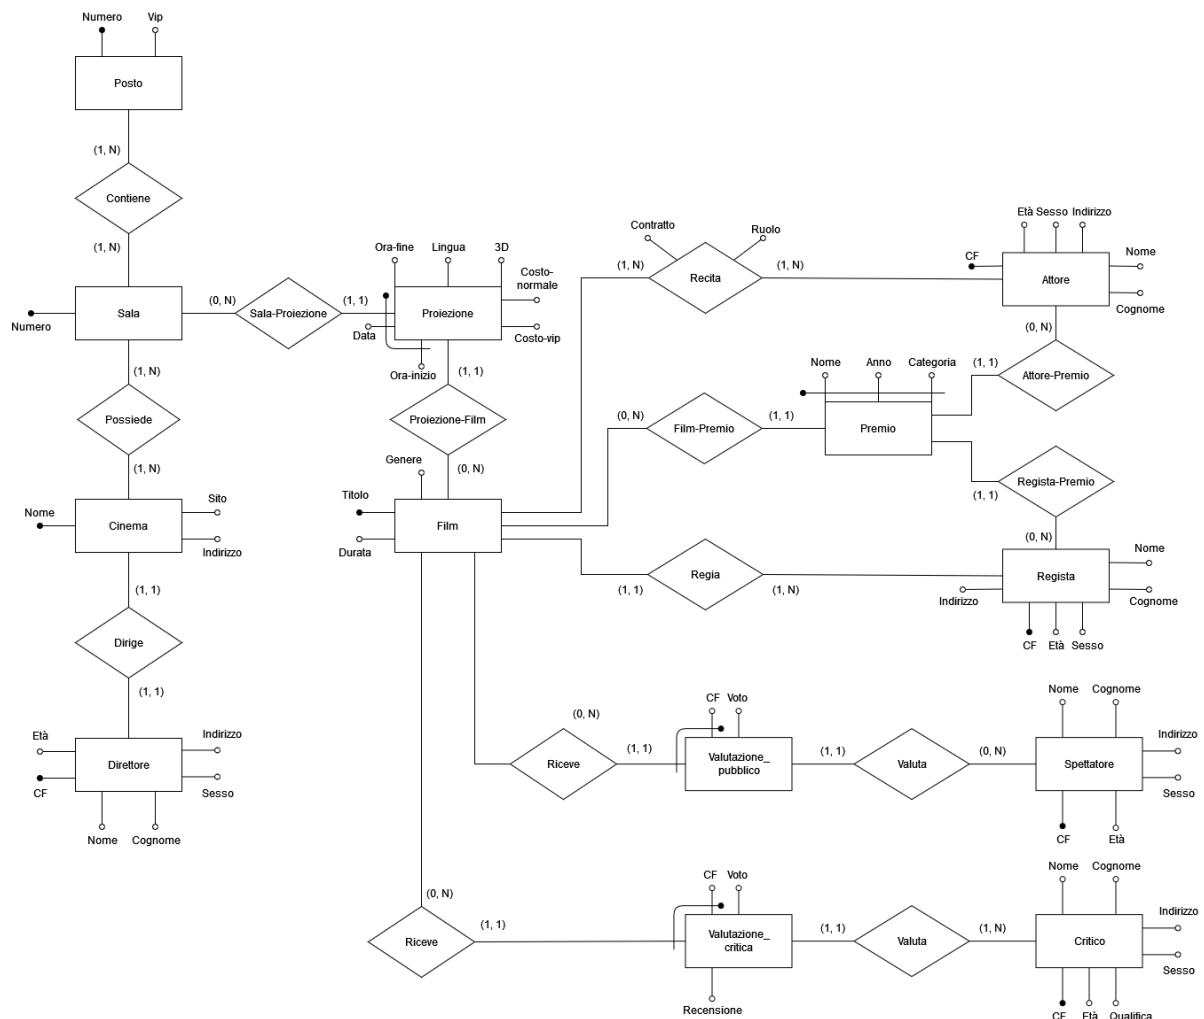 Numero Vip
Posto
(1, N)
Contiene
(1, N)
Numero
Sala
(0, N)
Sala-Proiezione
(1, 1)
Ora-fine Lingua 3D
Costo-
normale
Proiezione
Data
Costo-vip
Ora-inizio
(1, 1)
Proiezione-Film
(0, N)
(1, N)
Possiede
(1, N)
Nome
Cinema
Sito
Indirizzo
(1, 1)
Dirige
(1, 1)
Età
CF
Direttore
Indirizzo
Sesso
Nome Cognome
Genere
Titolo
Film
Durata
(1, N)
Contratto
Ruolo
Recita
(1, N)
Età Sesso Indirizzo
CF
Attore
Nome
Cognome
(0, N)
Attore-Premio
(1, 1)
(0, N)
Film-Premio
(1, 1)
Nome Anno Categoria
Premio
Regista-Premio
(1, 1)
(0, N)
(1, 1)
Regia
(1, N)
Regista
Nome
Cognome
Indirizzo
CF Età Sesso
(0, N)
Riceve
(1, 1)
CF Voto
Valutazione_
pubblico
(1, 1)
Valuta
(0, N)
Nome Cognome
Spettatore
Indirizzo
Sesso
CF Età
(0, N)
Riceve
(1, 1)
CF Voto
Valutazione_
critica
Recensione
(1, 1)
Valuta
(1, N)
Nome Cognome
Critico
Indirizzo
Sesso
CF Età Qualifica